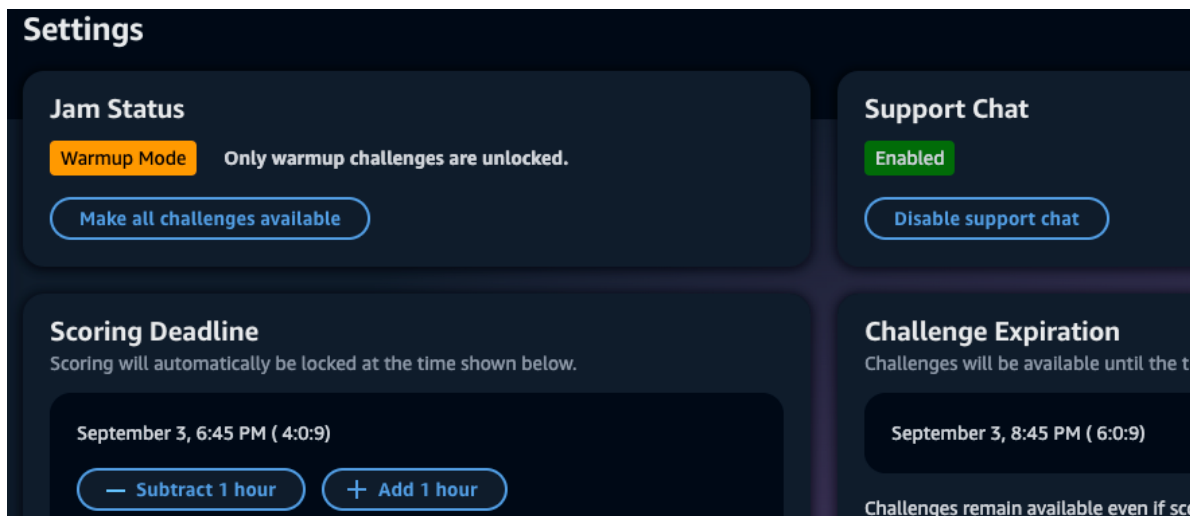 Settings
Jam Status
Warmup Mode Only warmup challenges are unlocked.
Make all challenges available
Support Chat
Enabled
Disable support chat
Scoring Deadline
Scoring will automatically be locked at the time shown below.
September 3, 6:45 PM ( 4:0:9)
— Subtract 1 hour + Add 1 hour
Challenge Expiration
Challenges will be available until the
September 3, 8:45 PM ( 6:0:9)
Challenges remain available even if